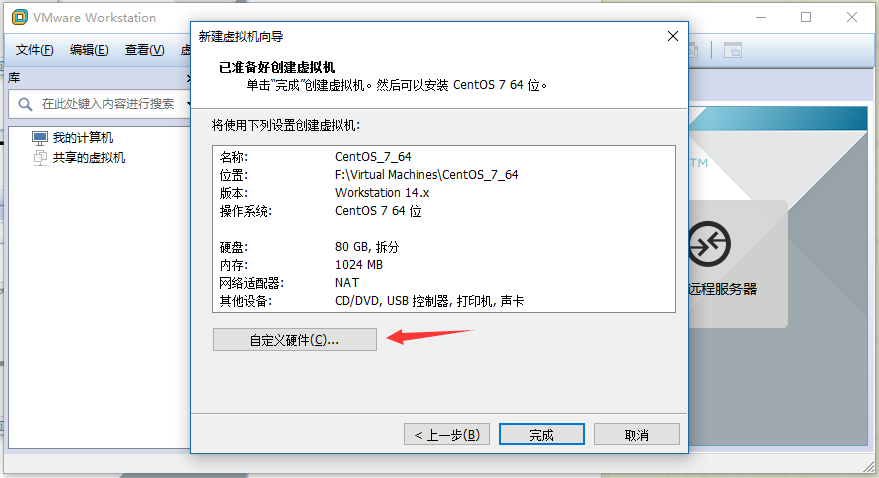 VMware Workstation
文件(F) 编辑(E) 查看(V) 虚
库
在此处键入内容进行搜索
我的计算机
共享的虚拟机
新建虚拟机向导
已准备好创建虚拟机
单击“完成”创建虚拟机。然后可以安装 CentOS 7 64 位。
将使用下列设置创建虚拟机:
名称: CentOS_7_64
位置: F:\Virtual Machines\CentOS_7_64
版本: Workstation 14.x
操作系统: CentOS 7 64 位
硬盘: 80 GB, 拆分
内存: 1024 MB
网络适配器: NAT
其他设备: CD/DVD, USB 控制器, 打印机, 声卡
自定义硬件(C)...
< 上一步(B) 完成 取消
TM
远程服务器